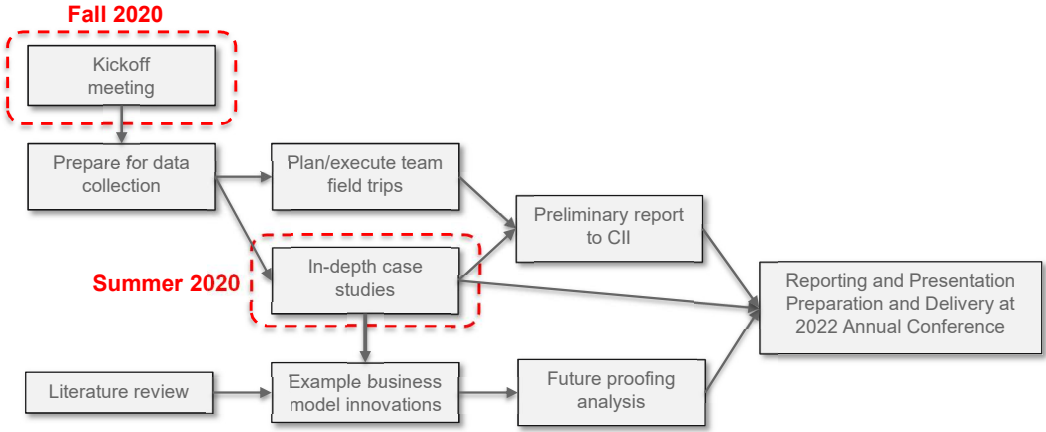 Fall 2020
Kickoff
meeting
Prepare for data
collection
Plan/execute team
field trips
Preliminary report
to CII
Summer 2020
In-depth case
studies
Reporting and Presentation
Preparation and Delivery at
2022 Annual Conference
Literature review
Example business
model innovations
Future proofing
analysis